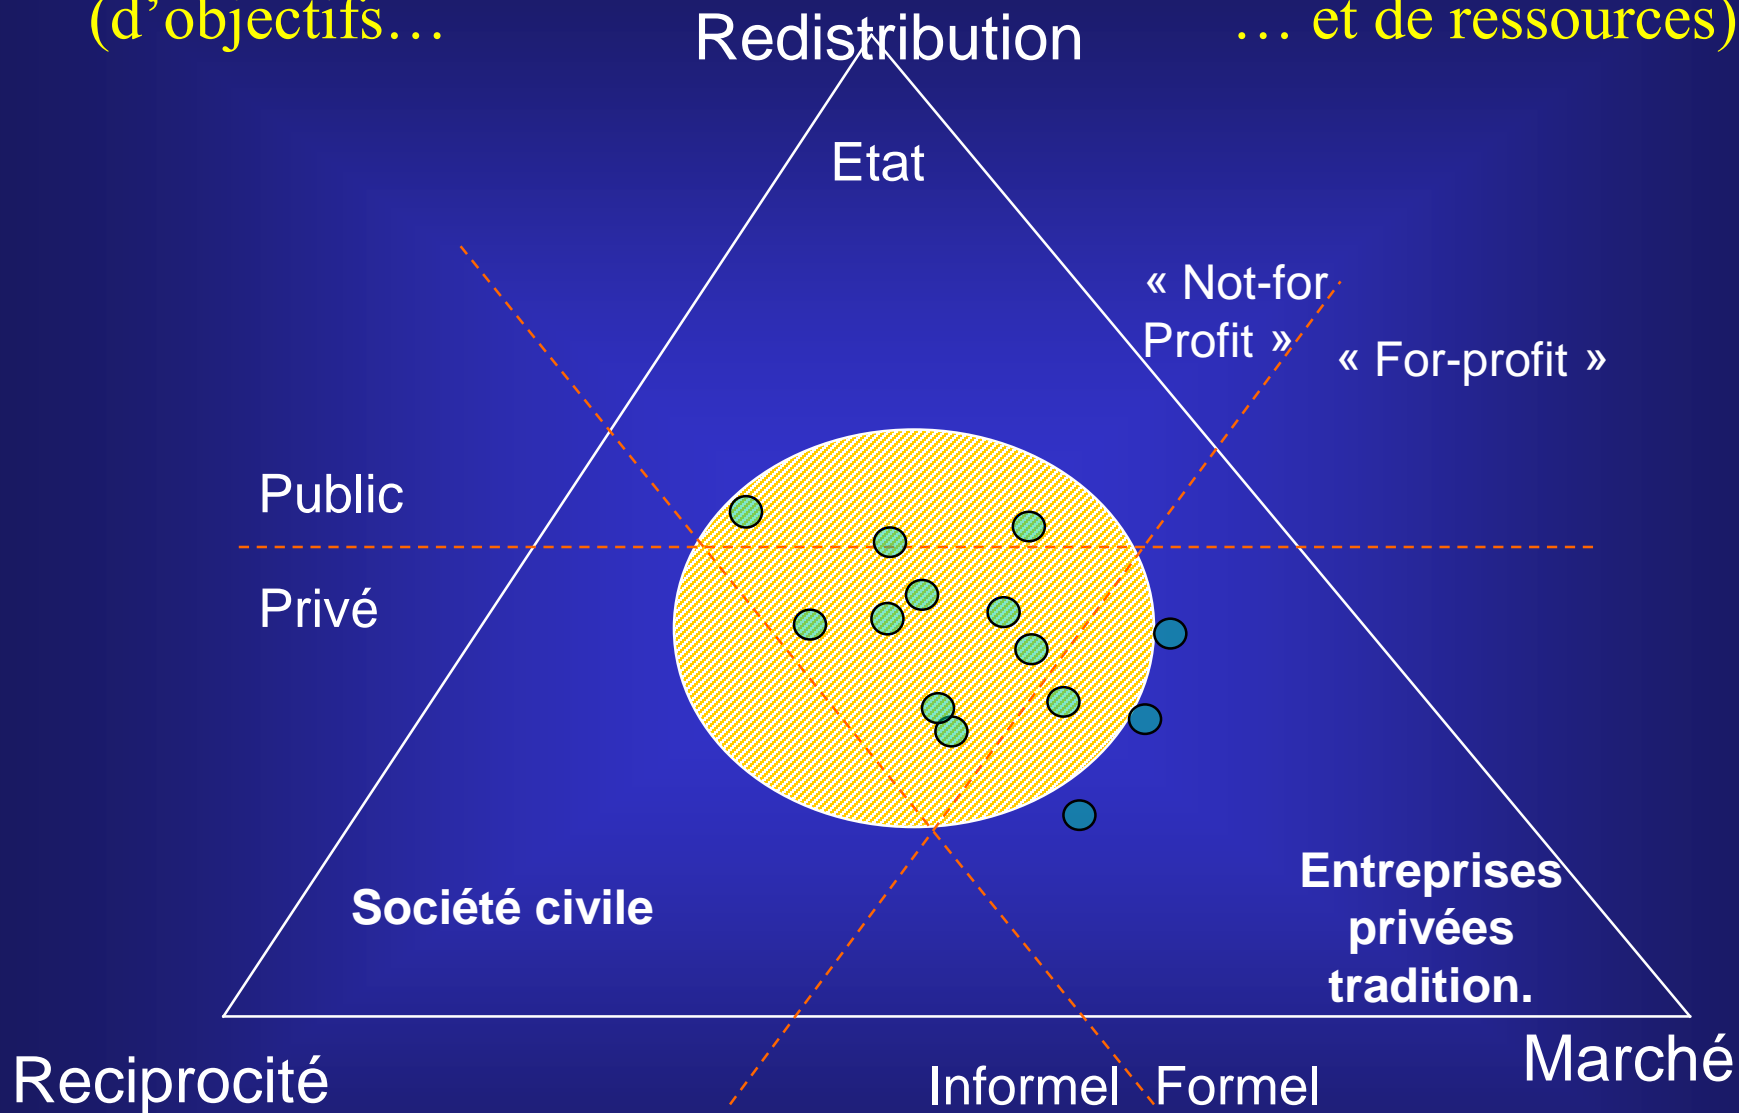 (d’objectifs…
… et de ressources)
Redistribution
Etat
« Not-for
Profit »
« For-profit »
Public
Privé
Société civile
Entreprises
privées
tradition.
Reciprocité
Marché
Informel
Formel